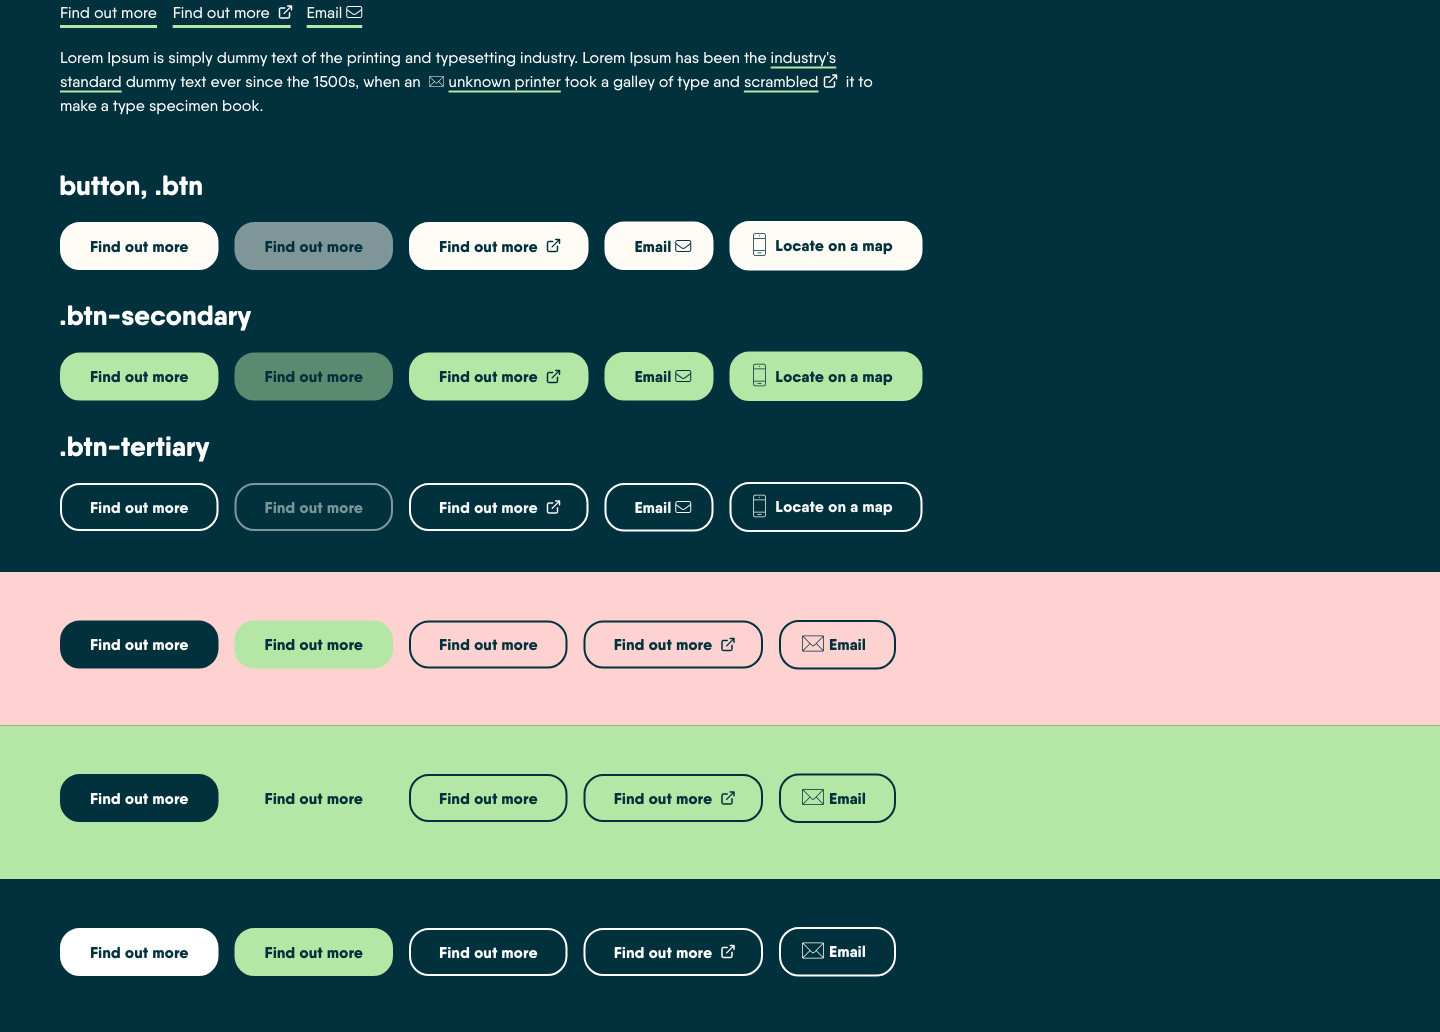 Find out more Find out more Email
Lorem Ipsum is simply dummy text of the printing and typesetting industry. Lorem Ipsum has been the industry's
standard dummy text ever since the 1500s, when an unknown printer took a galley of type and scrambled it to
make a type specimen book.
button, .btn
Find out more Find out more Find out more Email Locate on a map
.btn-secondary
Find out more Find out more Find out more Email Locate on a map
.btn-tertiary
Find out more Find out more Find out more Email Locate on a map
Find out more Find out more Find out more Find out more Email
Find out more Find out more Find out more Find out more Email
Find out more Find out more Find out more Find out more Email